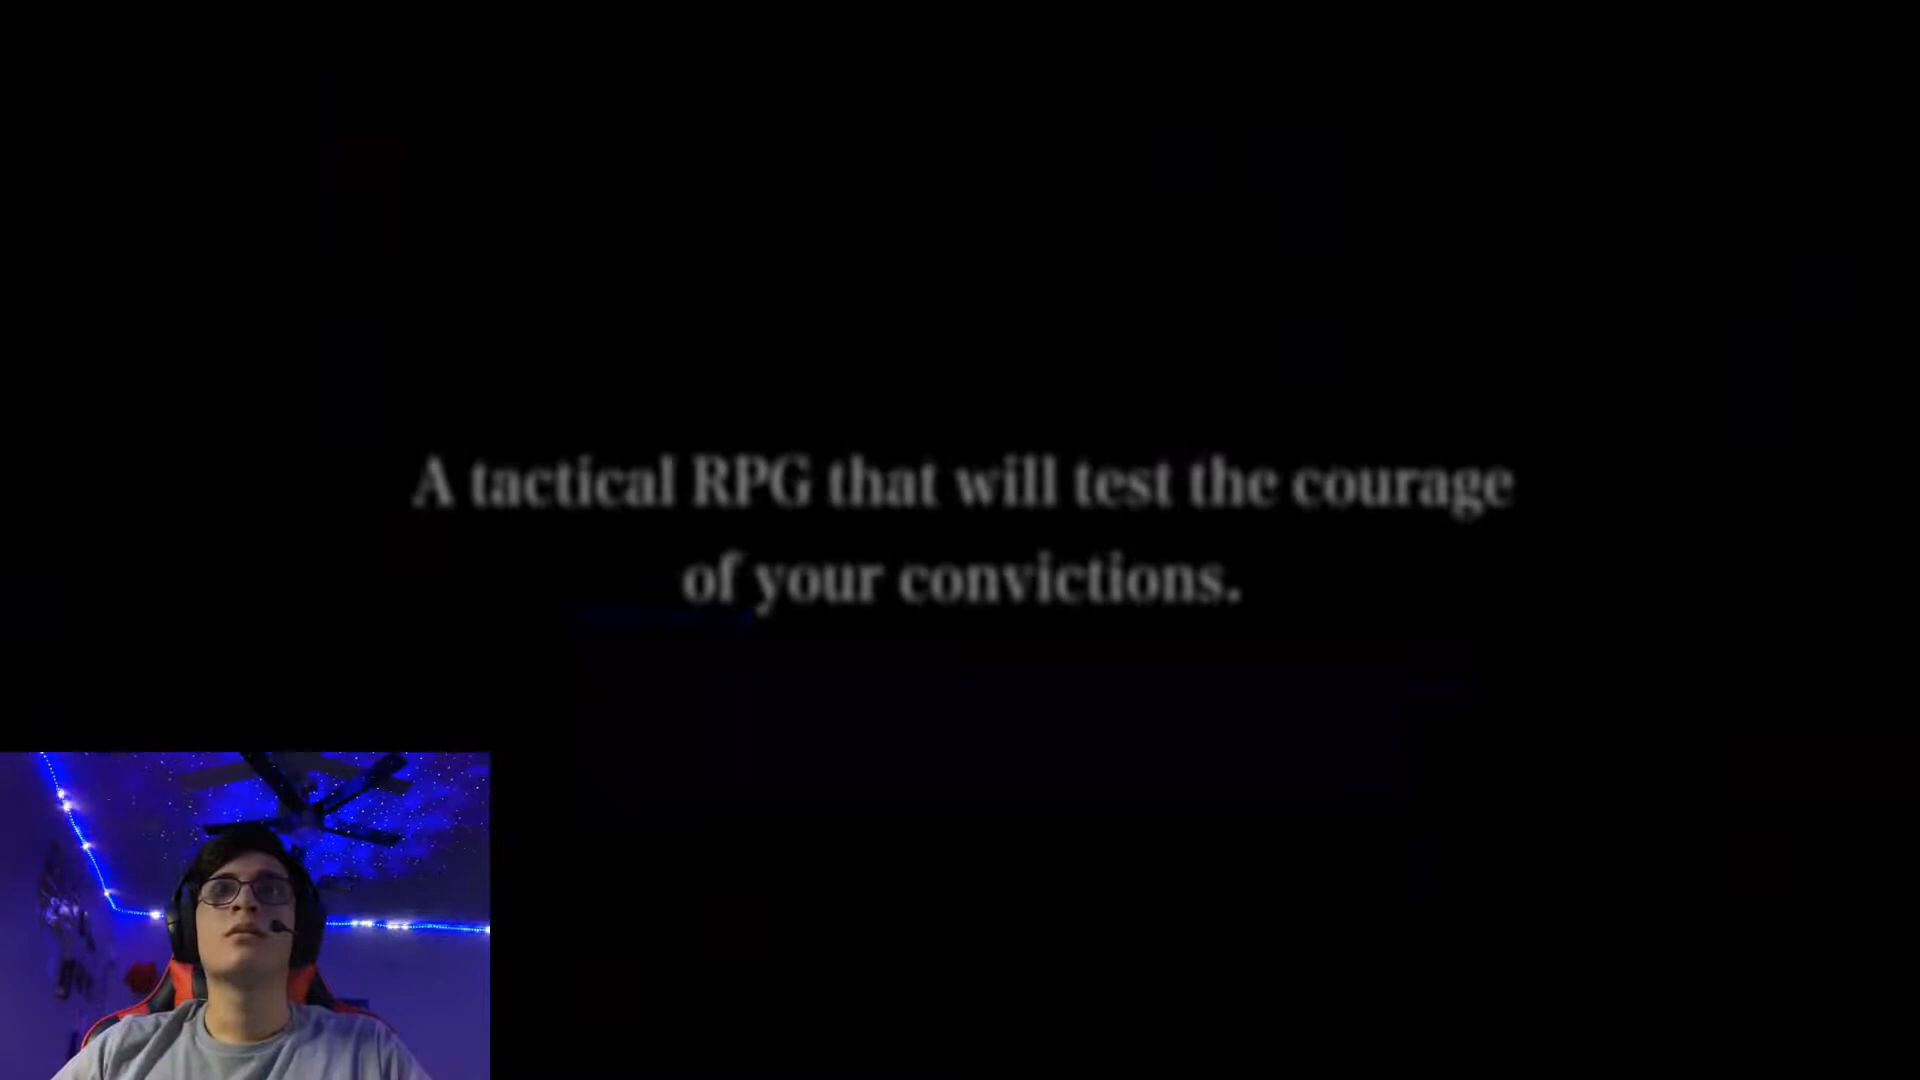 A tactical RPG that will test the courage
of your convictions.